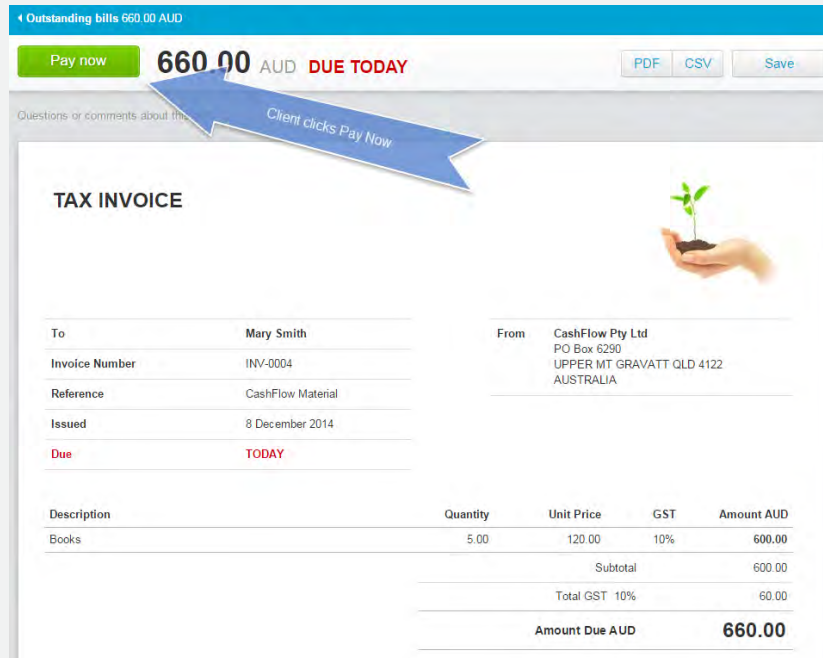 Outstanding bills 660.00 AUD
Pay now 660.00 AUD DUE TODAY PDF CSV Save
Questions or comments about
Client clicks Pay Now
TAX INVOICE
To Mary Smith
Invoice Number INV-0004
Reference CashFlow Material
Issued 8 December 2014
Due TODAY
From CashFlow Pty Ltd
PO Box 6290
UPPER MT GRAVATT QLD 4122
AUSTRALIA
Description Quantity Unit Price GST Amount AUD
Books 5.00 120.00 10% 600.00
Subtotal 600.00
Total GST 10% 60.00
Amount Due AUD 660.00